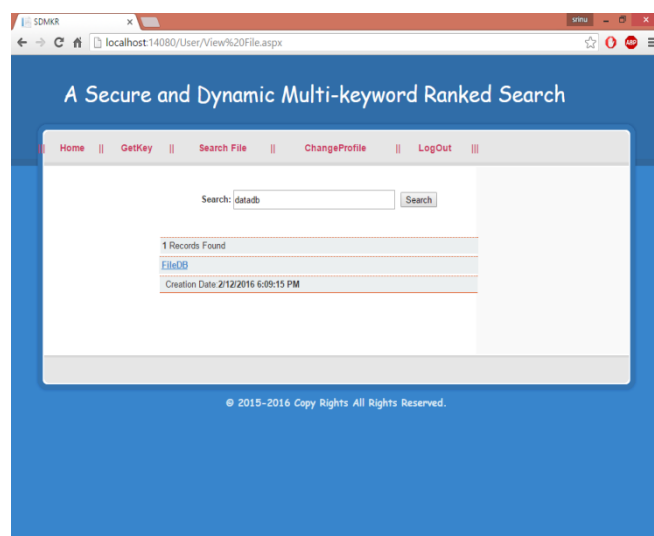 SDMKR
srinu
localhost:14080/User/View%20File.aspx
ABP
A Secure and Dynamic Multi-keyword Ranked Search
|| Home || GetKey || Search File || ChangeProfile || LogOut |||
Search: datadb Search
1 Records Found
FileDB
Creation Date:2/12/2016 6:09:15 PM
© 2015-2016 Copy Rights All Rights Reserved.